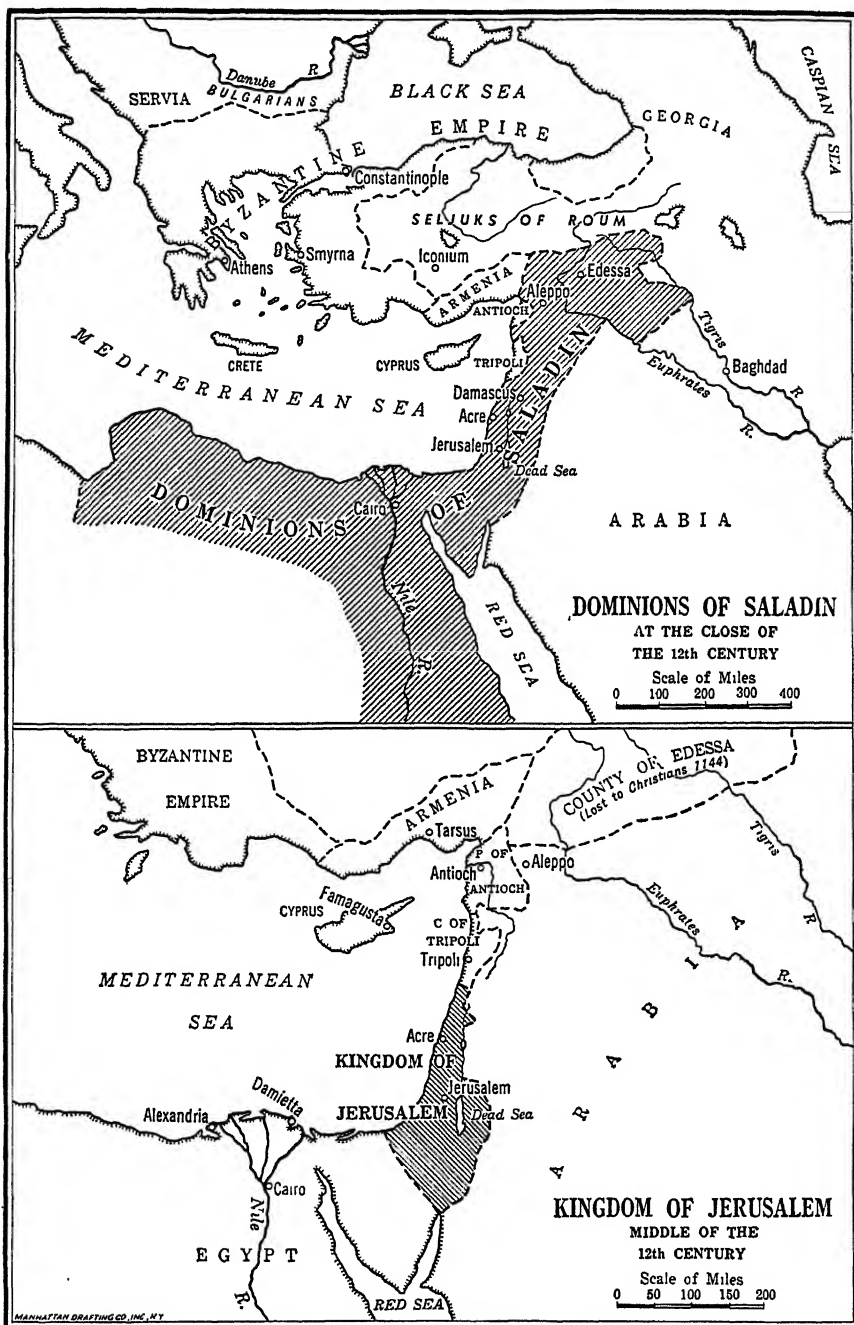 Danube R
SERVIA
BULGARIANS
BLACK SEA
CASPIAN SEA
GEORGIA
BYZANTINE EMPIRE
Constantinople
SELJUKS OF ROUM
Athens
Smyrna
Iconium
ARMENIA
Edessa
Aleppo
ANTIOCH
CRETE
CYPRUS
TRIPOLI
Tigris R
Baghdad
Euphrates R.
MEDITERRANEAN SEA
Damascus
Acre
Jerusalem
Dead Sea
DOMINIONS OF SALADIN
Cairo
Nile R.
RED SEA
ARABIA
DOMINIONS OF SALADIN
AT THE CLOSE OF
THE 12th CENTURY
Scale of Miles
0 100 200 300 400
BYZANTINE
EMPIRE
ARMENIA
COUNTY OF EDESSA
(Lost to Christians 1144)
Tarsus
P OF
ANTIOCH
Antioch
Aleppo
Tigris R
Euphrates R.
Famagusta
CYPRUS
C OF
TRIPOLI
Tripoli
MEDITERRANEAN
SEA
ARABIA
Acre
KINGDOM OF
JERUSALEM
Jerusalem
Dead Sea
Alexandria
Damietta
Cairo
Nile R.
EGYPT
RED SEA
KINGDOM OF JERUSALEM
MIDDLE OF THE
12th CENTURY
Scale of Miles
0 50 100 150 200
MANHATTAN DRAFTING CO., INC., N.Y.